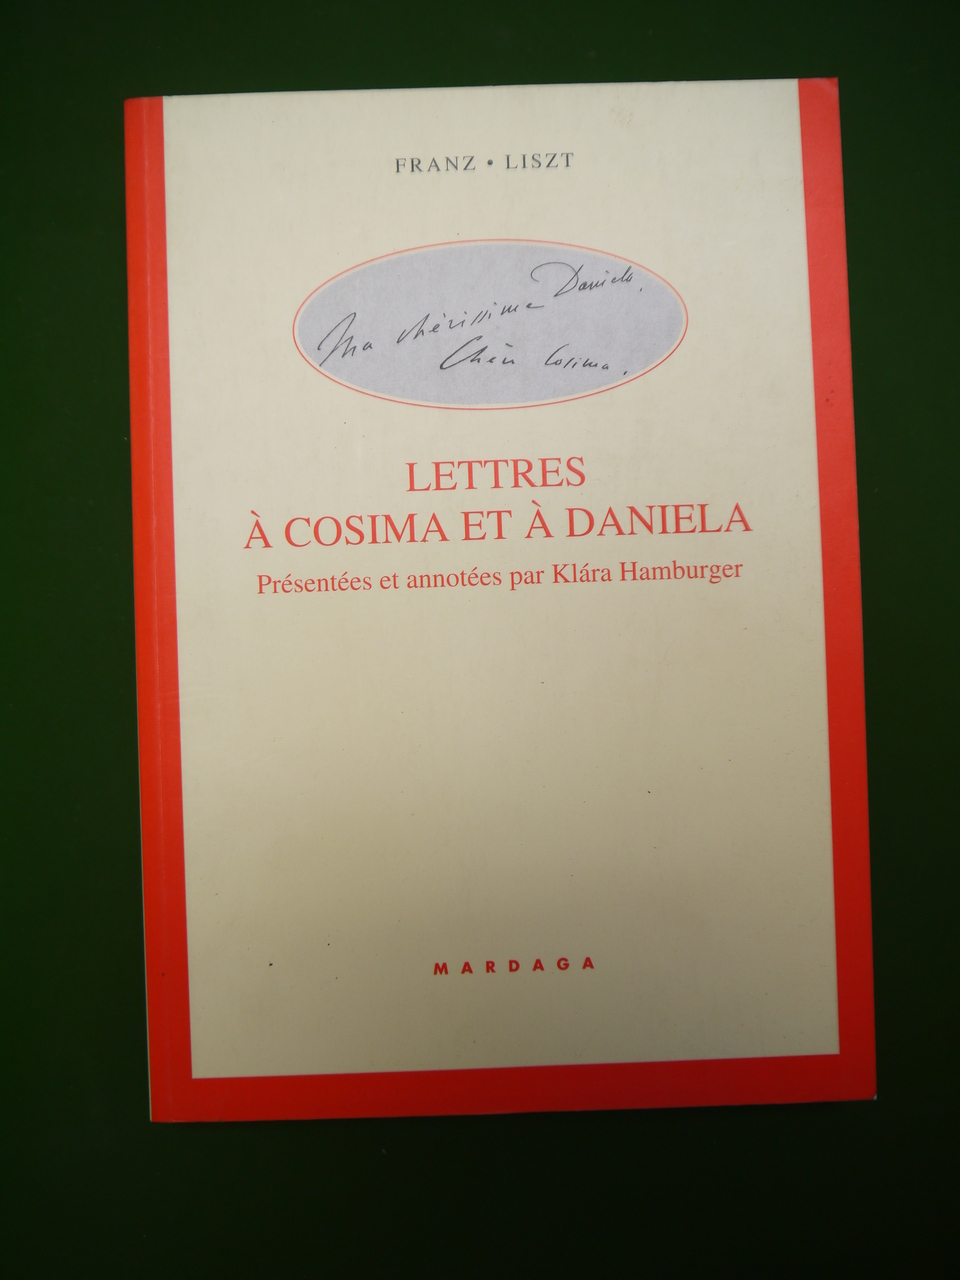 FRANZ • LISZT
Ma chérissime Daniela,
Chère Cosima,
LETTRES
À COSIMA ET À DANIELA
Présentées et annotées par Klára Hamburger
MARDAGA